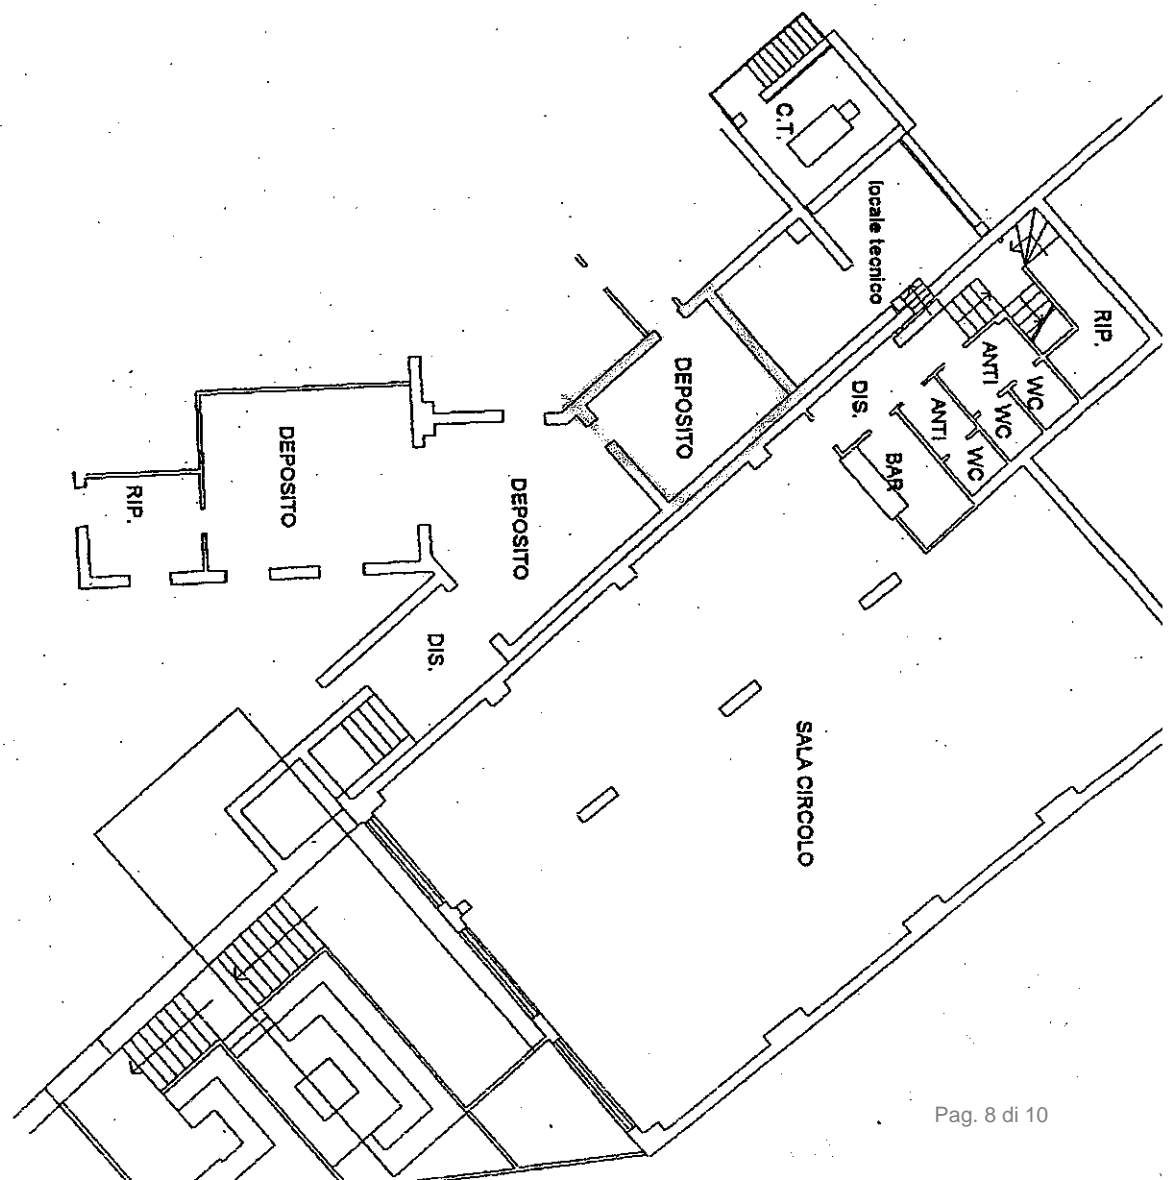 C.T.
locale tecnico
RIP.
ANTI
WC
WC
WC
ANTI
DIS.
BAR
DEPOSITO
DEPOSITO
DEPOSITO
RIP.
DIS.
SALA CIRCOLO
Pag. 8 di 10